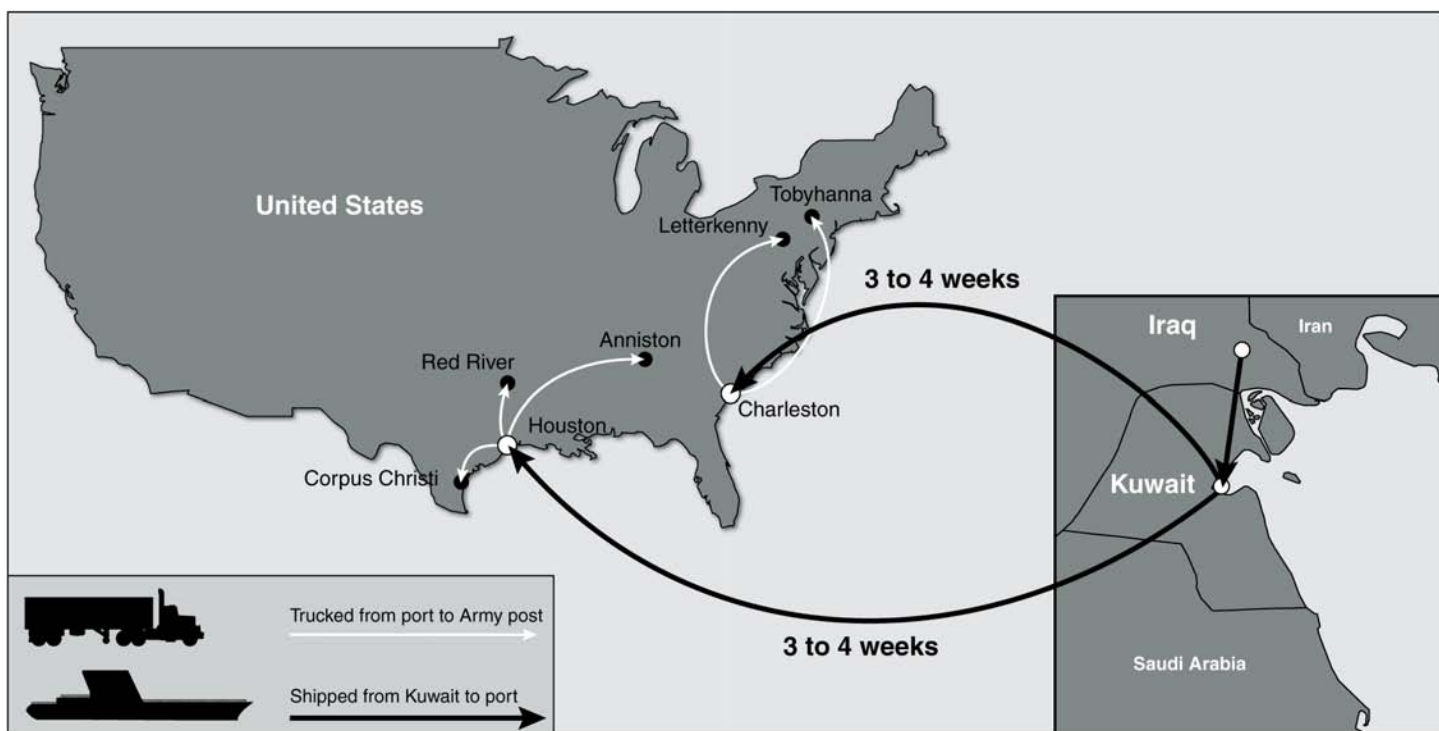 United States
Tobyhanna
Letterkenny
3 to 4 weeks
Iraq
Iran
Anniston
Red River
Charleston
Houston
Corpus Christi
Kuwait
3 to 4 weeks
Saudi Arabia
Trucked from port to Army post
Shipped from Kuwait to port